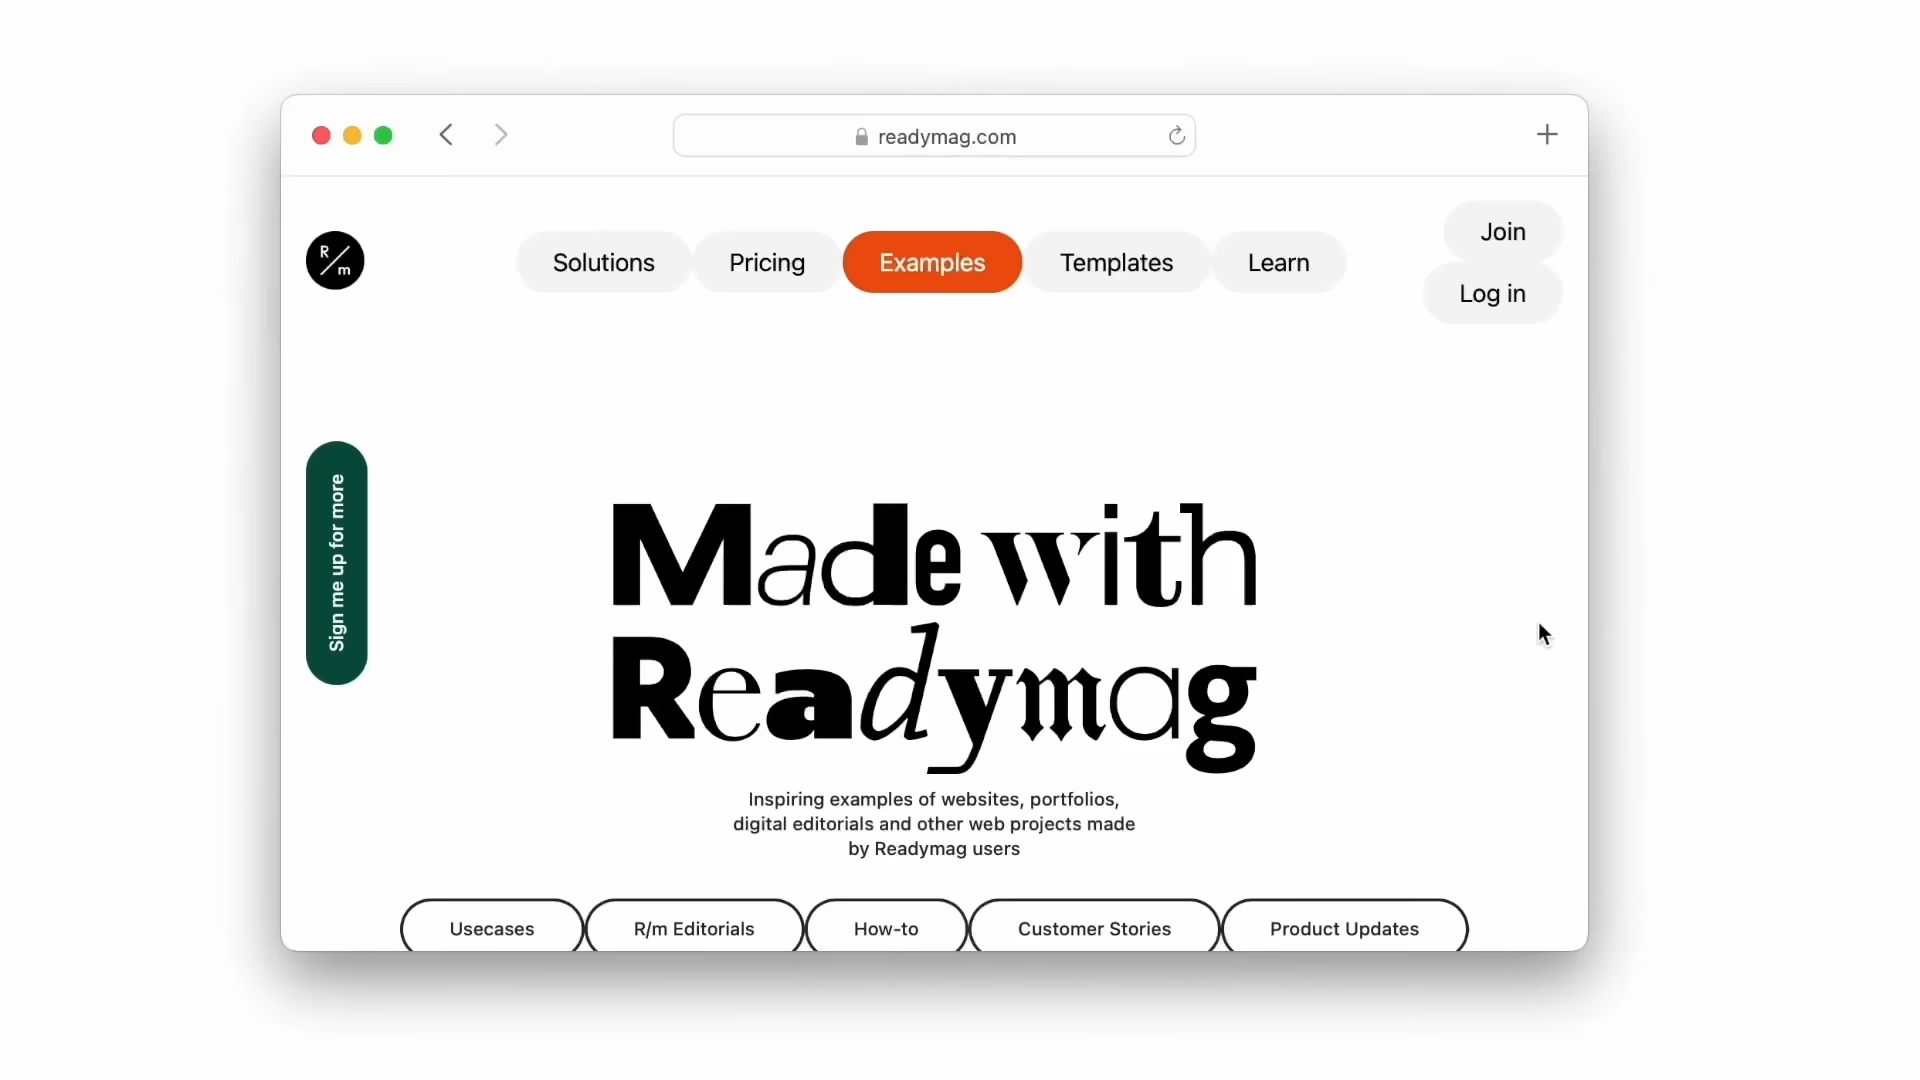 readymag.com
R/m
Solutions
Pricing
Examples
Templates
Learn
Join
Log in
Sign me up for more
Made with
Readymag
Inspiring examples of websites, portfolios,
digital editorials and other web projects made
by Readymag users
Usecases
R/m Editorials
How-to
Customer Stories
Product Updates